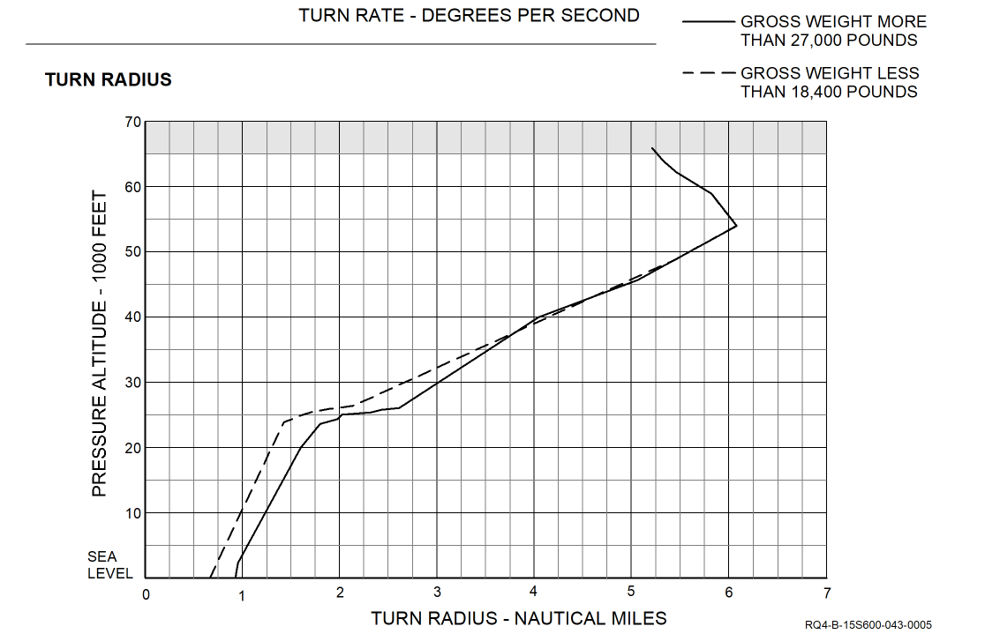 TURN RATE - DEGREES PER SECOND
GROSS WEIGHT MORE
THAN 27,000 POUNDS
GROSS WEIGHT LESS
THAN 18,400 POUNDS
TURN RADIUS
PRESSURE ALTITUDE - 1000 FEET
70
60
50
40
30
20
10
SEA
LEVEL
0 1 2 3 4 5 6 7
TURN RADIUS - NAUTICAL MILES
RQ4-B-15S600-043-0005